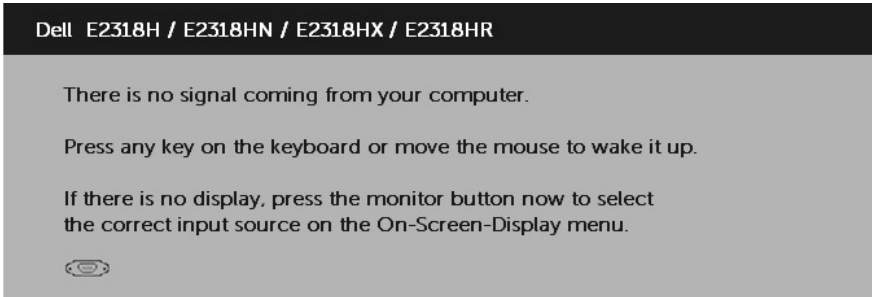 Dell E2318H / E2318HN / E2318HX / E2318HR
There is no signal coming from your computer.
Press any key on the keyboard or move the mouse to wake it up.
If there is no display, press the monitor button now to select
the correct input source on the On-Screen-Display menu.